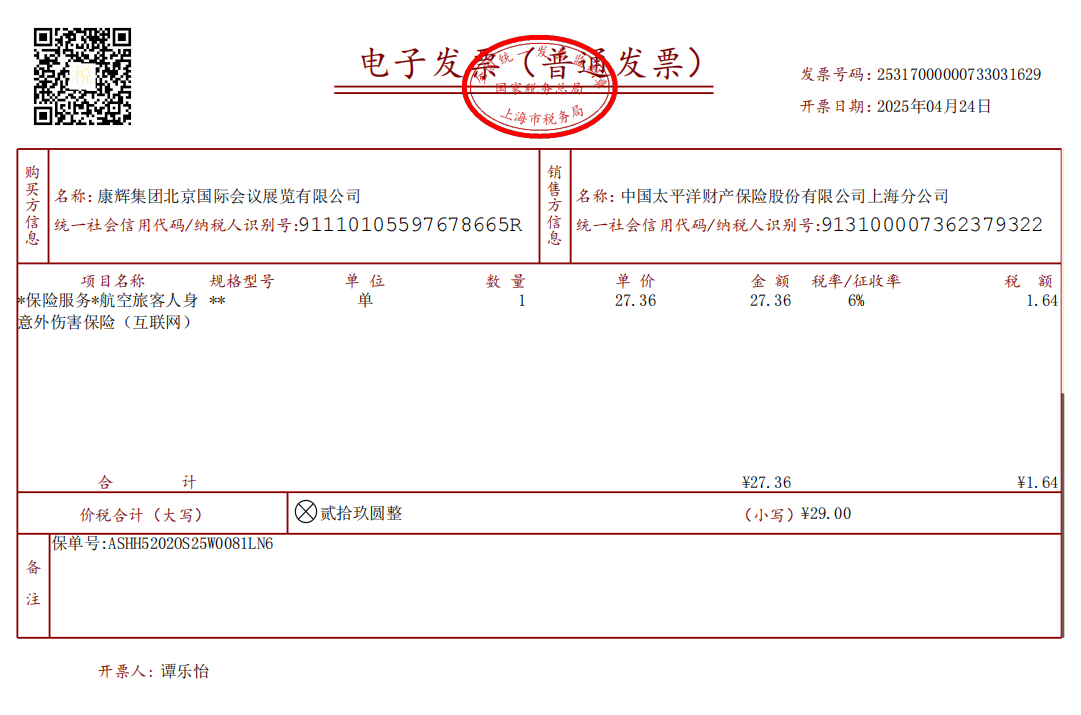 电子发票（普通发票）
全国统一发票监制章
国家税务总局
上海市税务局
发票号码: 25317000000733031629
开票日期: 2025年04月24日
购买方信息
名称: 康辉集团北京国际会议展览有限公司
统一社会信用代码/纳税人识别号:91110105597678665R
销售方信息
名称: 中国太平洋财产保险股份有限公司上海分公司
统一社会信用代码/纳税人识别号:913100007362379322
项目名称 规格型号 单 位 数 量 单 价 金 额 税率/征收率 税 额
*保险服务*航空旅客人身 ** 单 1 27.36 27.36 6% 1.64
意外伤害保险（互联网）
合 计 ¥27.36 ¥1.64
价税合计（大写） 贰拾玖圆整 （小写）¥29.00
备注
保单号:ASHH52020S25W0081LN6
开票人: 谭乐怡